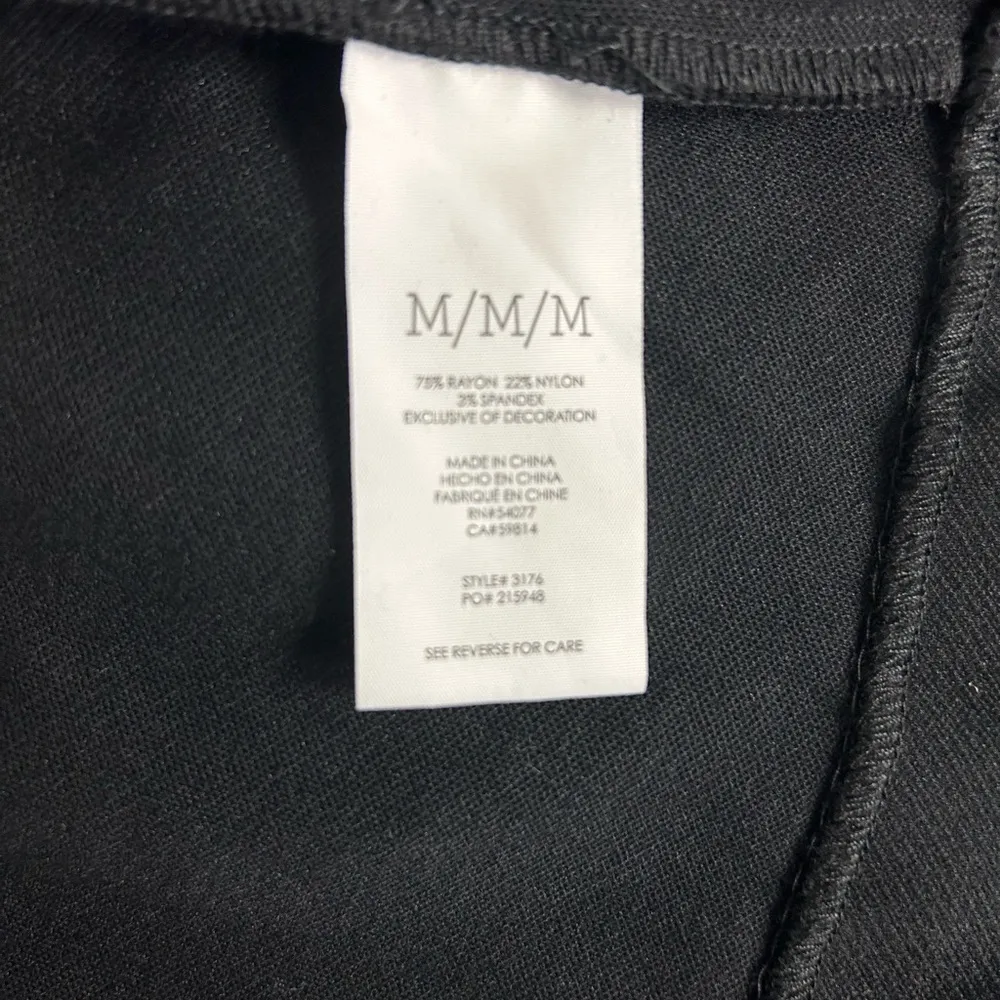 M/M/M
75% RAYON 22% NYLON
3% SPANDEX
EXCLUSIVE OF DECORATION
MADE IN CHINA
HECHO EN CHINA
FABRIQUÉ EN CHINE
RN#54077
CA#59814
STYLE# 3176
PO# 215948
SEE REVERSE FOR CARE